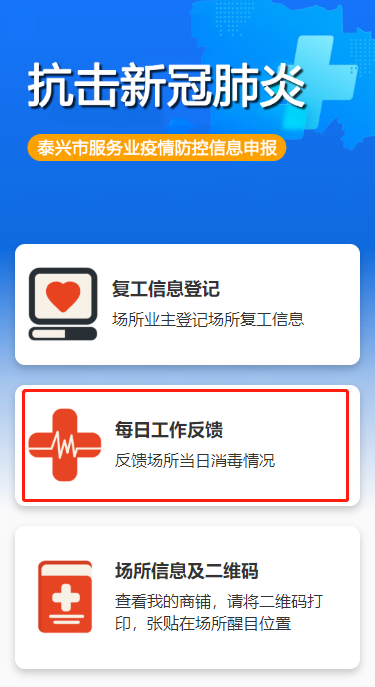 抗击新冠肺炎
泰兴市服务业疫情防控信息申报
复工信息登记
场所业主登记场所复工信息
每日工作反馈
反馈场所当日消毒情况
场所信息及二维码
查看我的商铺，请将二维码打
印，张贴在场所醒目位置